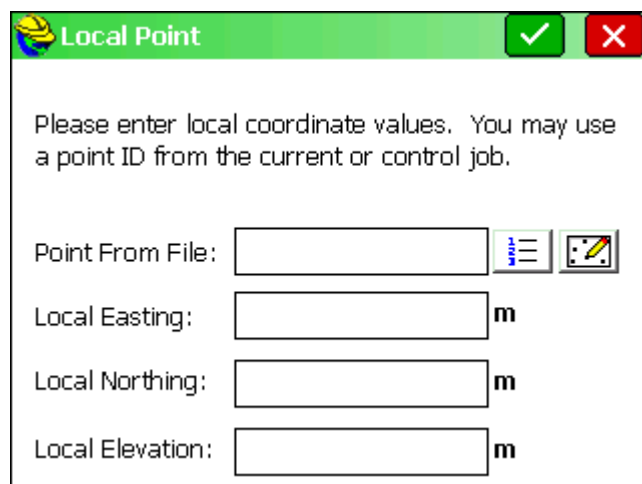 Local Point
Please enter local coordinate values. You may use
a point ID from the current or control job.
Point From File:
Local Easting: m
Local Northing: m
Local Elevation: m